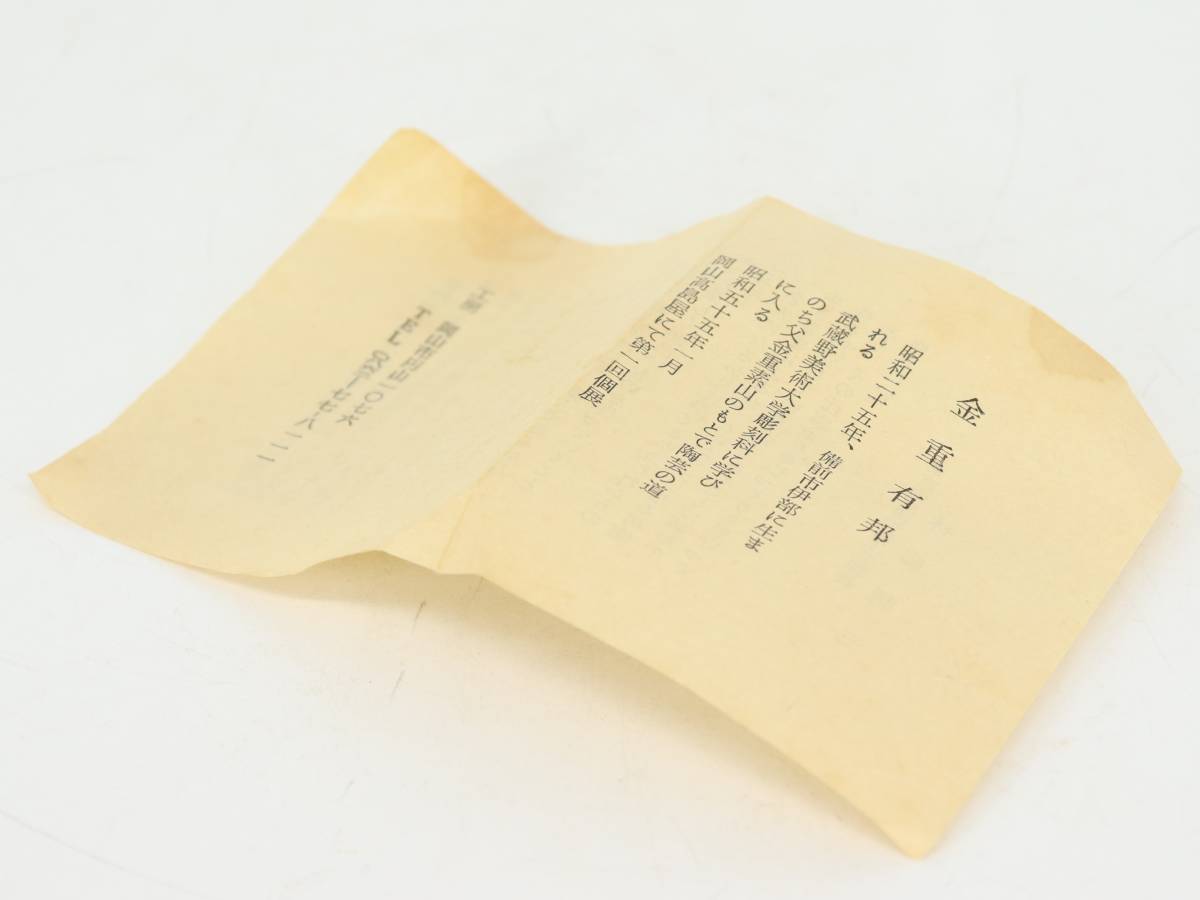 金重有邦
昭和二十五年、備前市伊部に生ま
れる
武蔵野美術大学彫刻科に学び
のち父金重素山のもとで陶芸の道
に入る
昭和五十五年一月
岡山高島屋にて第一回個展